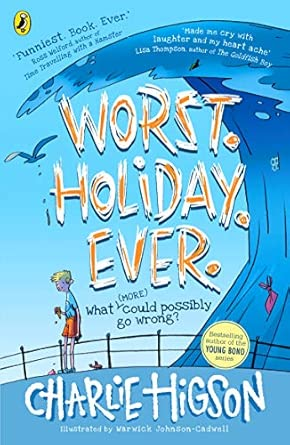 "Funniest. Book. Ever."
Ross Welford, author of
Time Travelling with a Hamster
'Made me cry with
laughter and my heart ache'
Lisa Thompson, author of The Goldfish Boy
WORST.
HOLIDAY.
EVER.
(MORE)
What could possibly
go wrong?
Bestselling
author of the
YOUNG BOND
series
CHARLIE HIGSON
Illustrated by Warwick Johnson-Cadwell